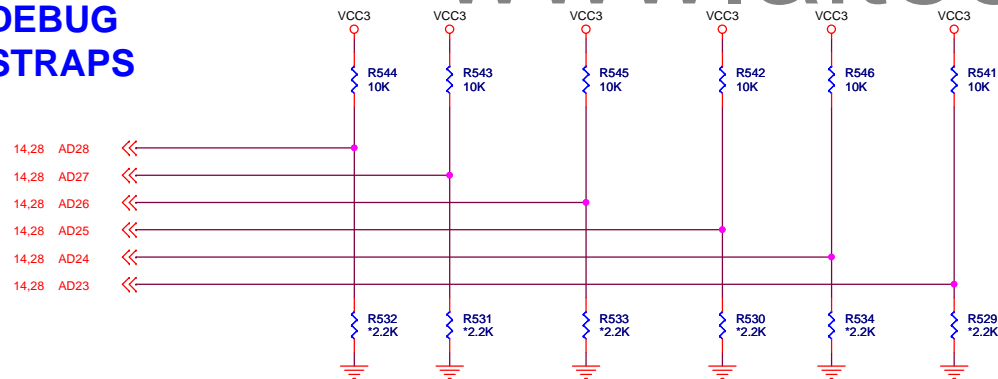 DEBUG
STRAPS
VCC3 VCC3 VCC3 VCC3 VCC3 VCC3
R544 R543 R545 R542 R546 R541
10K 10K 10K 10K 10K 10K
14,28 AD28
14,28 AD27
14,28 AD26
14,28 AD25
14,28 AD24
14,28 AD23
R532 R531 R533 R530 R534 R529
*2.2K *2.2K *2.2K *2.2K *2.2K *2.2K